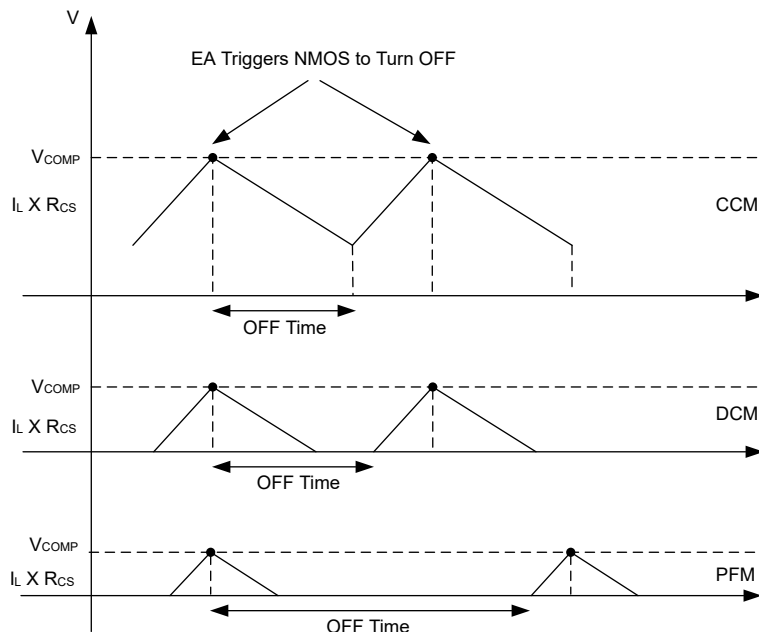 V
EA Triggers NMOS to Turn OFF
VCOMP
IL X RCS
CCM
OFF Time
VCOMP
IL X RCS
DCM
OFF Time
VCOMP
IL X RCS
PFM
OFF Time